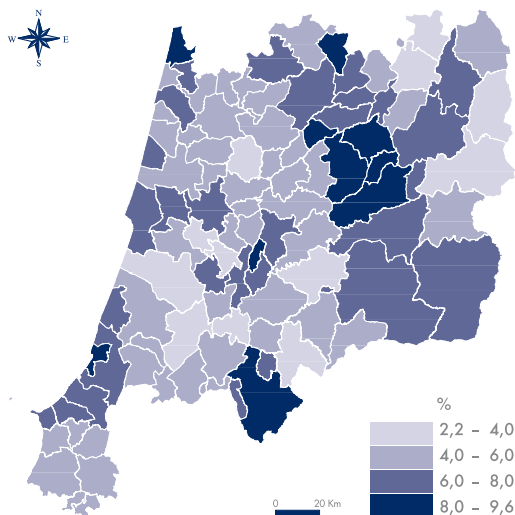 N
W E
S
%
2,2 – 4,0
4,0 – 6,0
6,0 – 8,0
8,0 – 9,6
0 20 Km